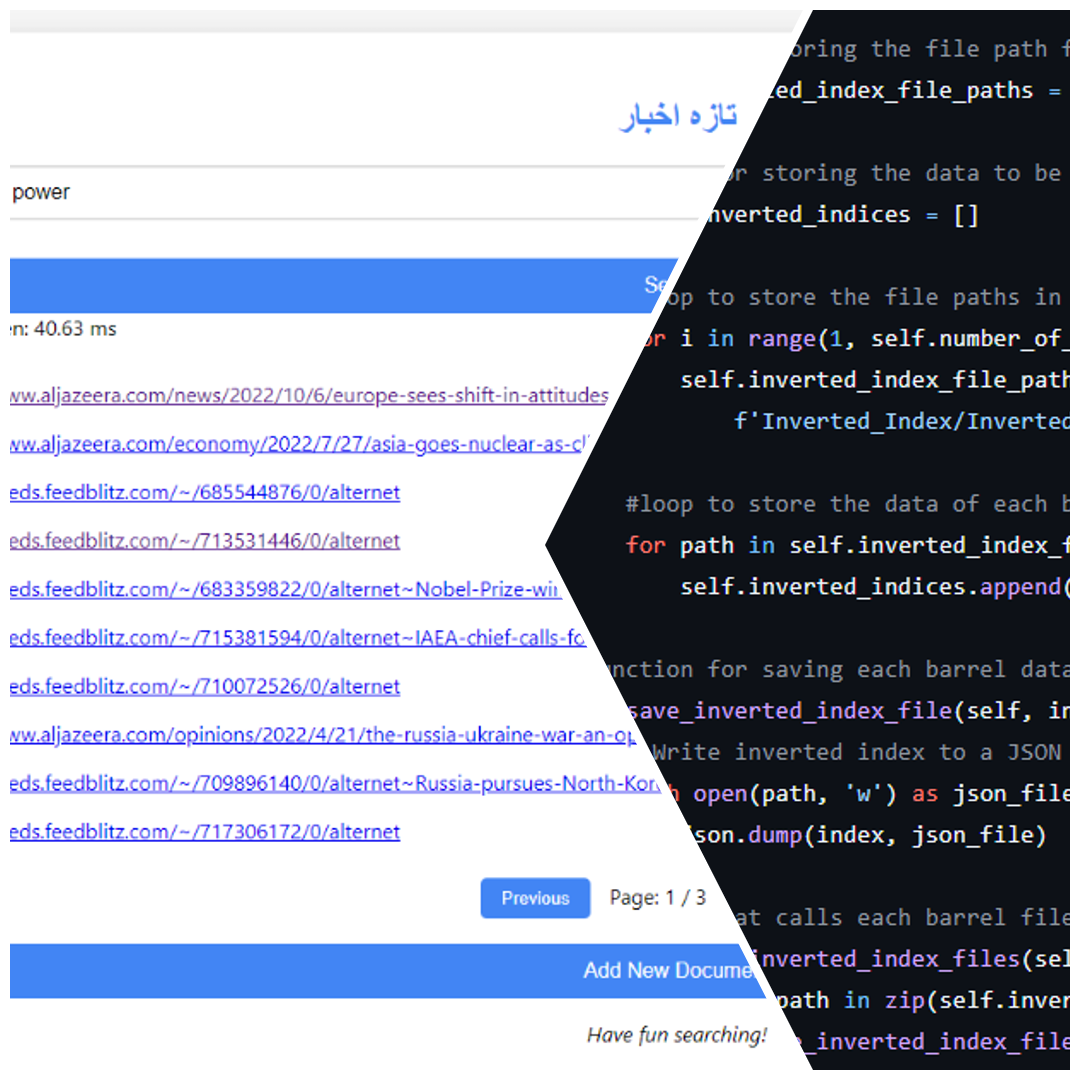 تازہ اخبار
power
Se
en: 40.63 ms
ww.aljazeera.com/news/2022/10/6/europe-sees-shift-in-attitudes
ww.aljazeera.com/economy/2022/7/27/asia-goes-nuclear-as-cl
eds.feedblitz.com/~/685544876/0/alternet
eds.feedblitz.com/~/713531446/0/alternet
eds.feedblitz.com/~/683359822/0/alternet~Nobel-Prize-win
eds.feedblitz.com/~/715381594/0/alternet~IAEA-chief-calls-fo
eds.feedblitz.com/~/710072526/0/alternet
ww.aljazeera.com/opinions/2022/4/21/the-russia-ukraine-war-an-op
eds.feedblitz.com/~/709896140/0/alternet~Russia-pursues-North-Kor
eds.feedblitz.com/~/717306172/0/alternet
Previous Page: 1 / 3
Add New Docume
Have fun searching!
oring the file path f
ted_index_file_paths =
or storing the data to be
nverted_indices = []
op to store the file paths in
or i in range(1, self.number_of_
self.inverted_index_file_path
f'Inverted_Index/Inverted
#loop to store the data of each b
for path in self.inverted_index_f
self.inverted_indices.append(
nction for saving each barrel data
save_inverted_index_file(self, in
Write inverted index to a JSON
h open(path, 'w') as json_file
json.dump(index, json_file)
at calls each barrel file
inverted_index_files(sel
path in zip(self.inver
e_inverted_index_file